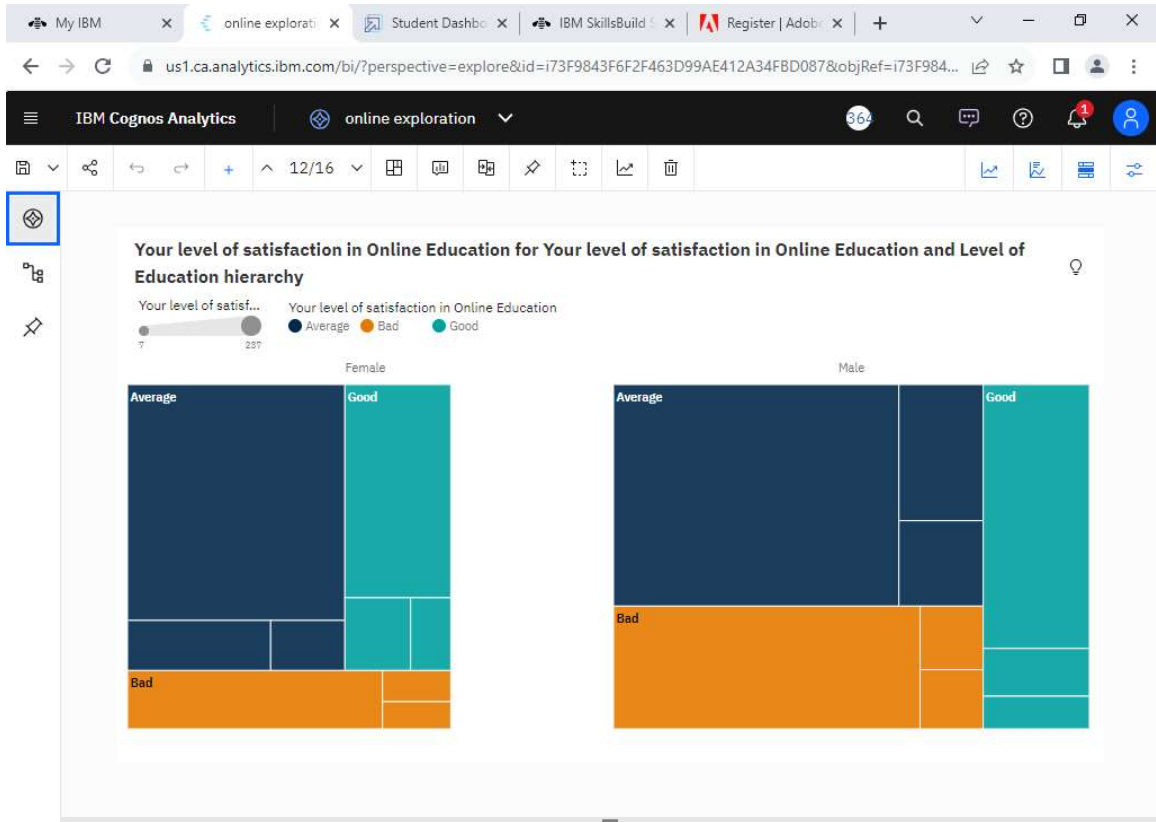 My IBM
online explorati
Student Dashbo
IBM SkillsBuild S
Register | Adobe
us1.ca.analytics.ibm.com/bi/?perspective=explore&id=i73F9843F6F2F463D99AE412A34FBD087&objRef=i73F984...
IBM Cognos Analytics
online exploration
364
1
12/16
Your level of satisfaction in Online Education for Your level of satisfaction in Online Education and Level of
Education hierarchy
Your level of satisf...
Your level of satisfaction in Online Education
Average
Bad
Good
7
237
Female
Male
Average
Good
Average
Good
Bad
Bad